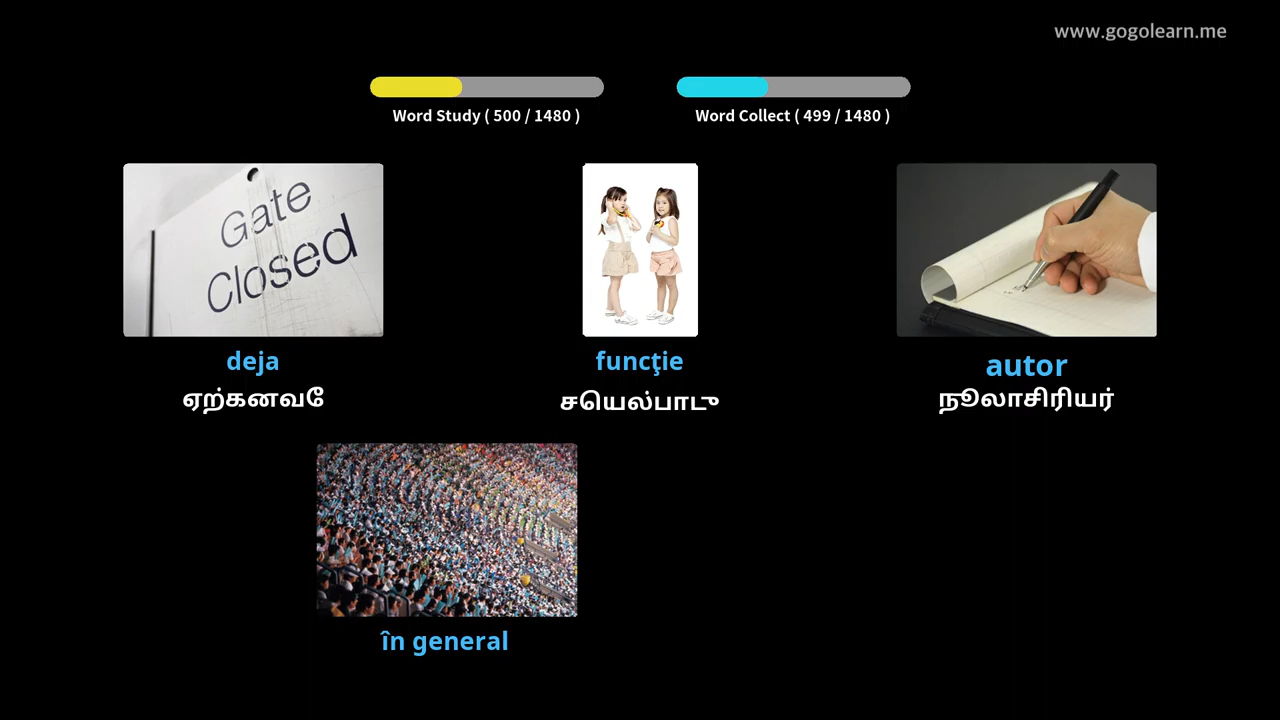 www.gogolearn.me
Word Study ( 500 / 1480 )
Word Collect ( 499 / 1480 )
Gate
Closed
deja
funcţie
autor
ஏற்கனவே
செயல்பாடு
நூலாசிரியர்
în general